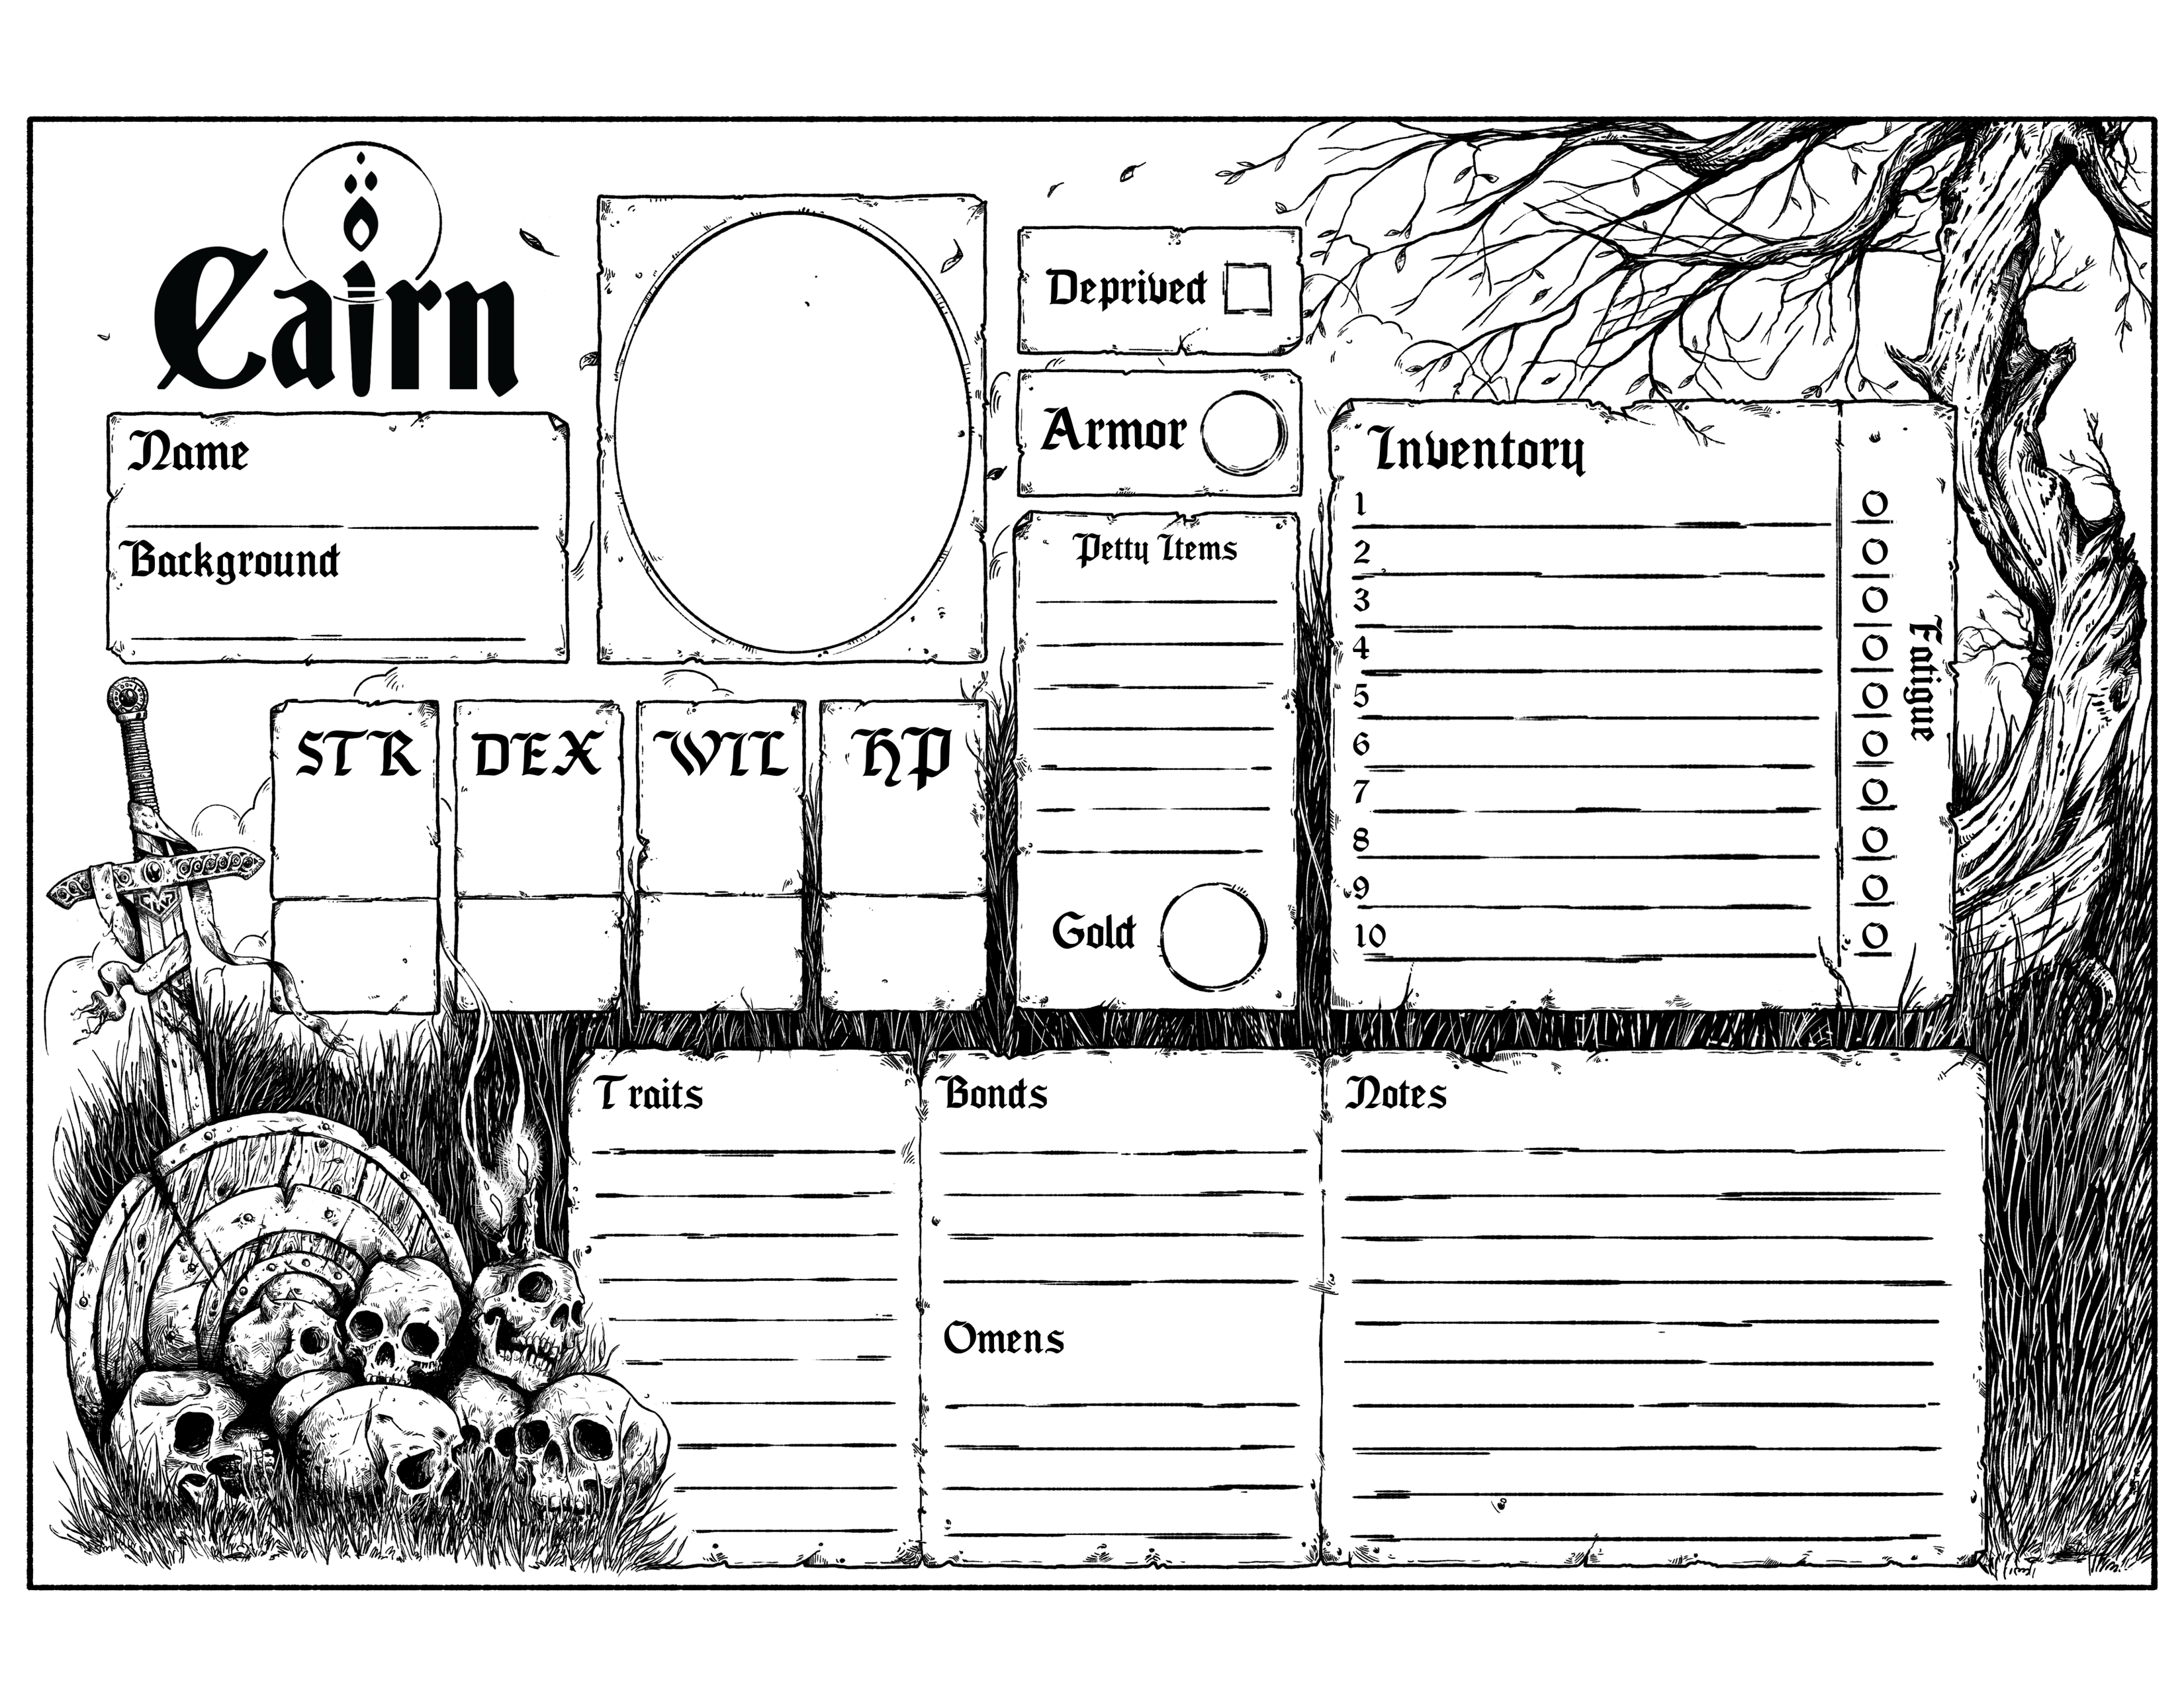 Cairn
Name
Background
STR
DEX
WIL
HP
Deprived
Armor
Petty Items
Gold
Inventory
1
2
3
4
5
6
7
8
9
10
Fatigue
Traits
Bonds
Omens
Notes